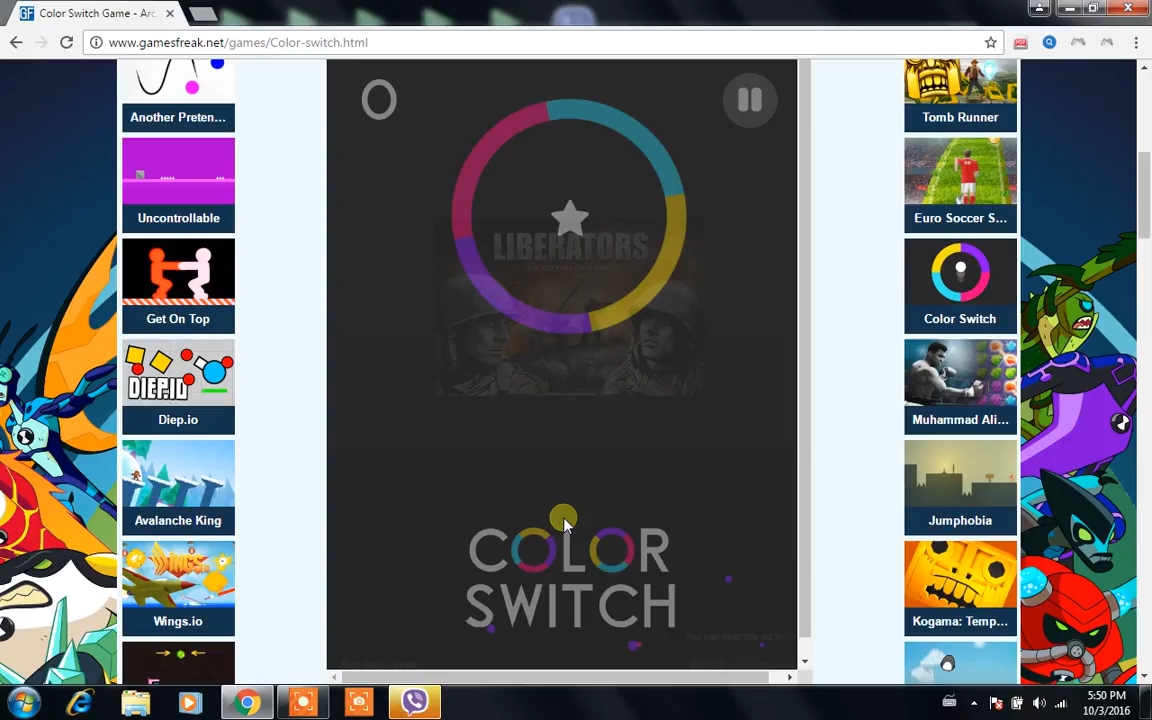 Color Switch Game - Arc
www.gamesfreak.net/games/Color-switch.html
Another Preten...
Uncontrollable
Get On Top
DIEP.IO
Diep.io
Avalanche King
WINGS.io
Wings.io
0
LIBERATORS
COLOR
SWITCH
Tomb Runner
Euro Soccer S...
Color Switch
Muhammad Ali...
Jumphobia
Kogama: Temp...
5:50 PM
10/3/2016